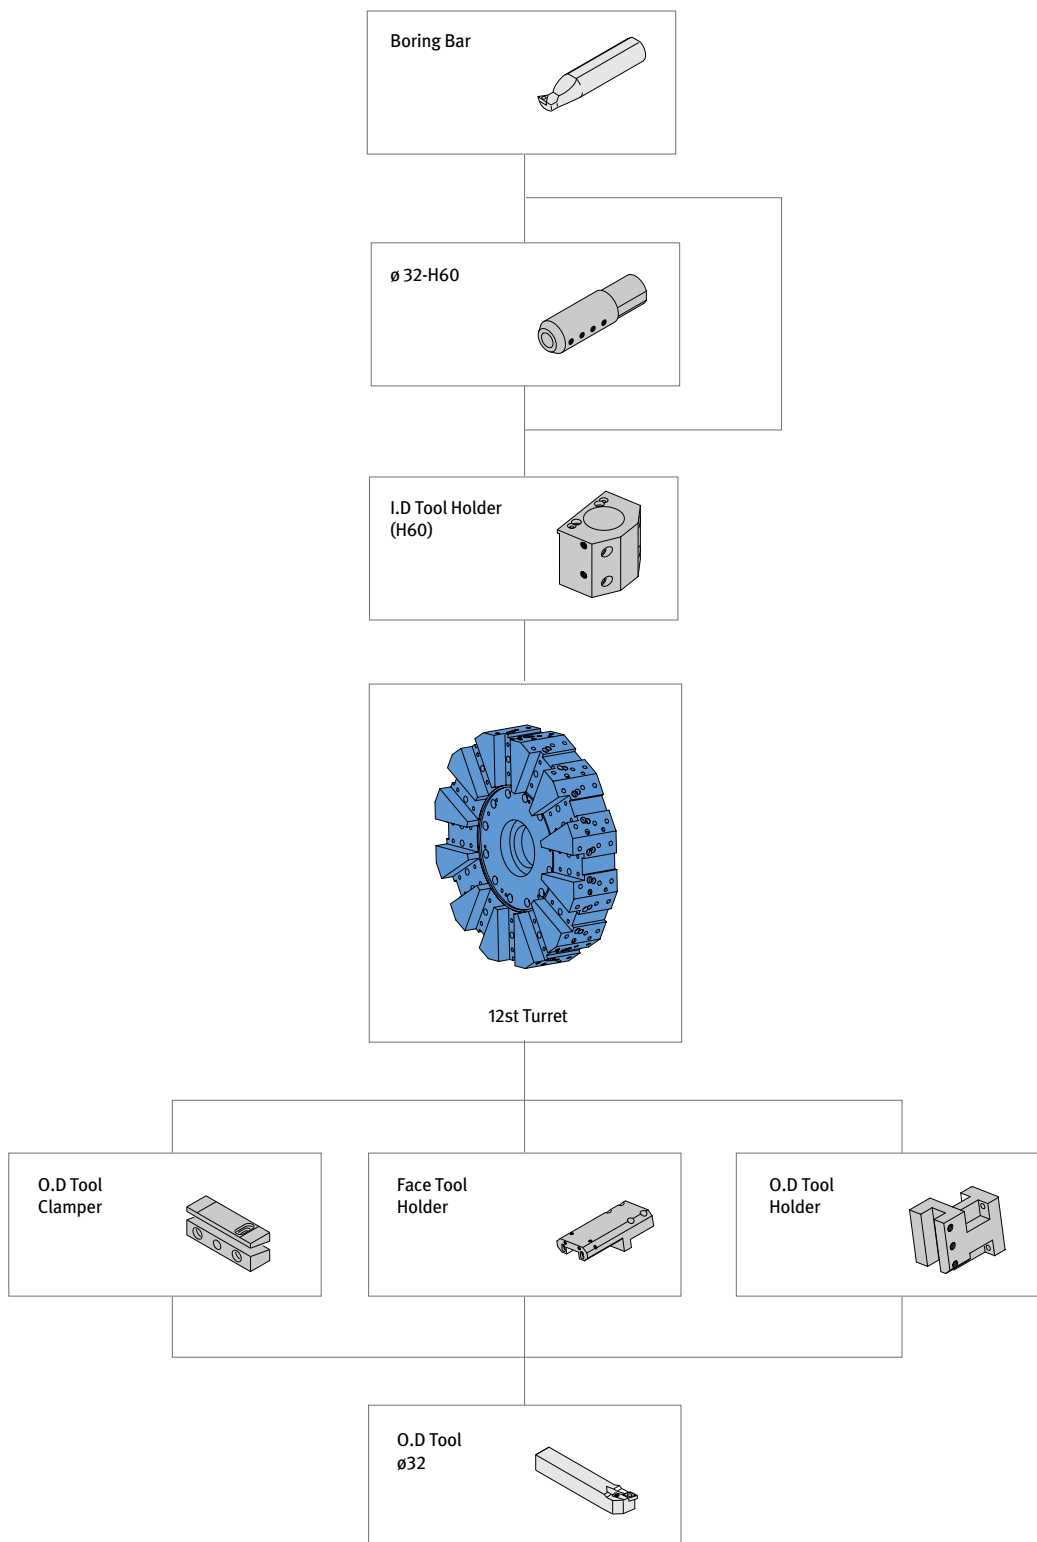 Boring Bar
ø 32-H60
I.D Tool Holder
(H60)
12st Turret
O.D Tool
Clamper
Face Tool
Holder
O.D Tool
Holder
O.D Tool
ø32